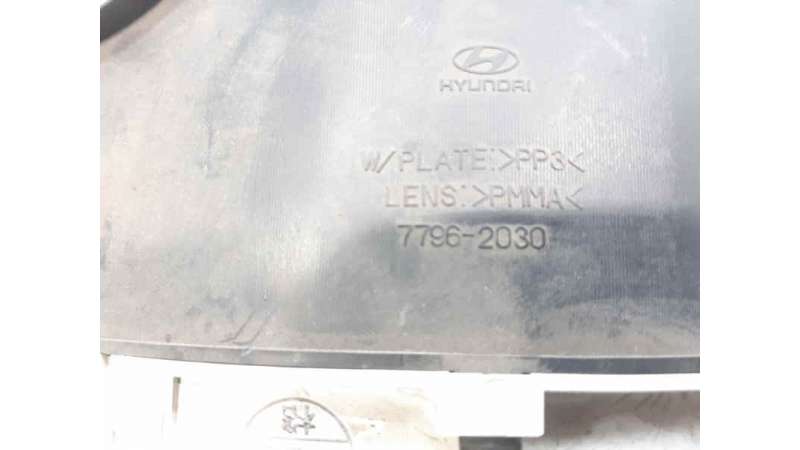 HYUNDAI
W/PLATE:>PP3<
LENS:>PMMA<
7796-2030